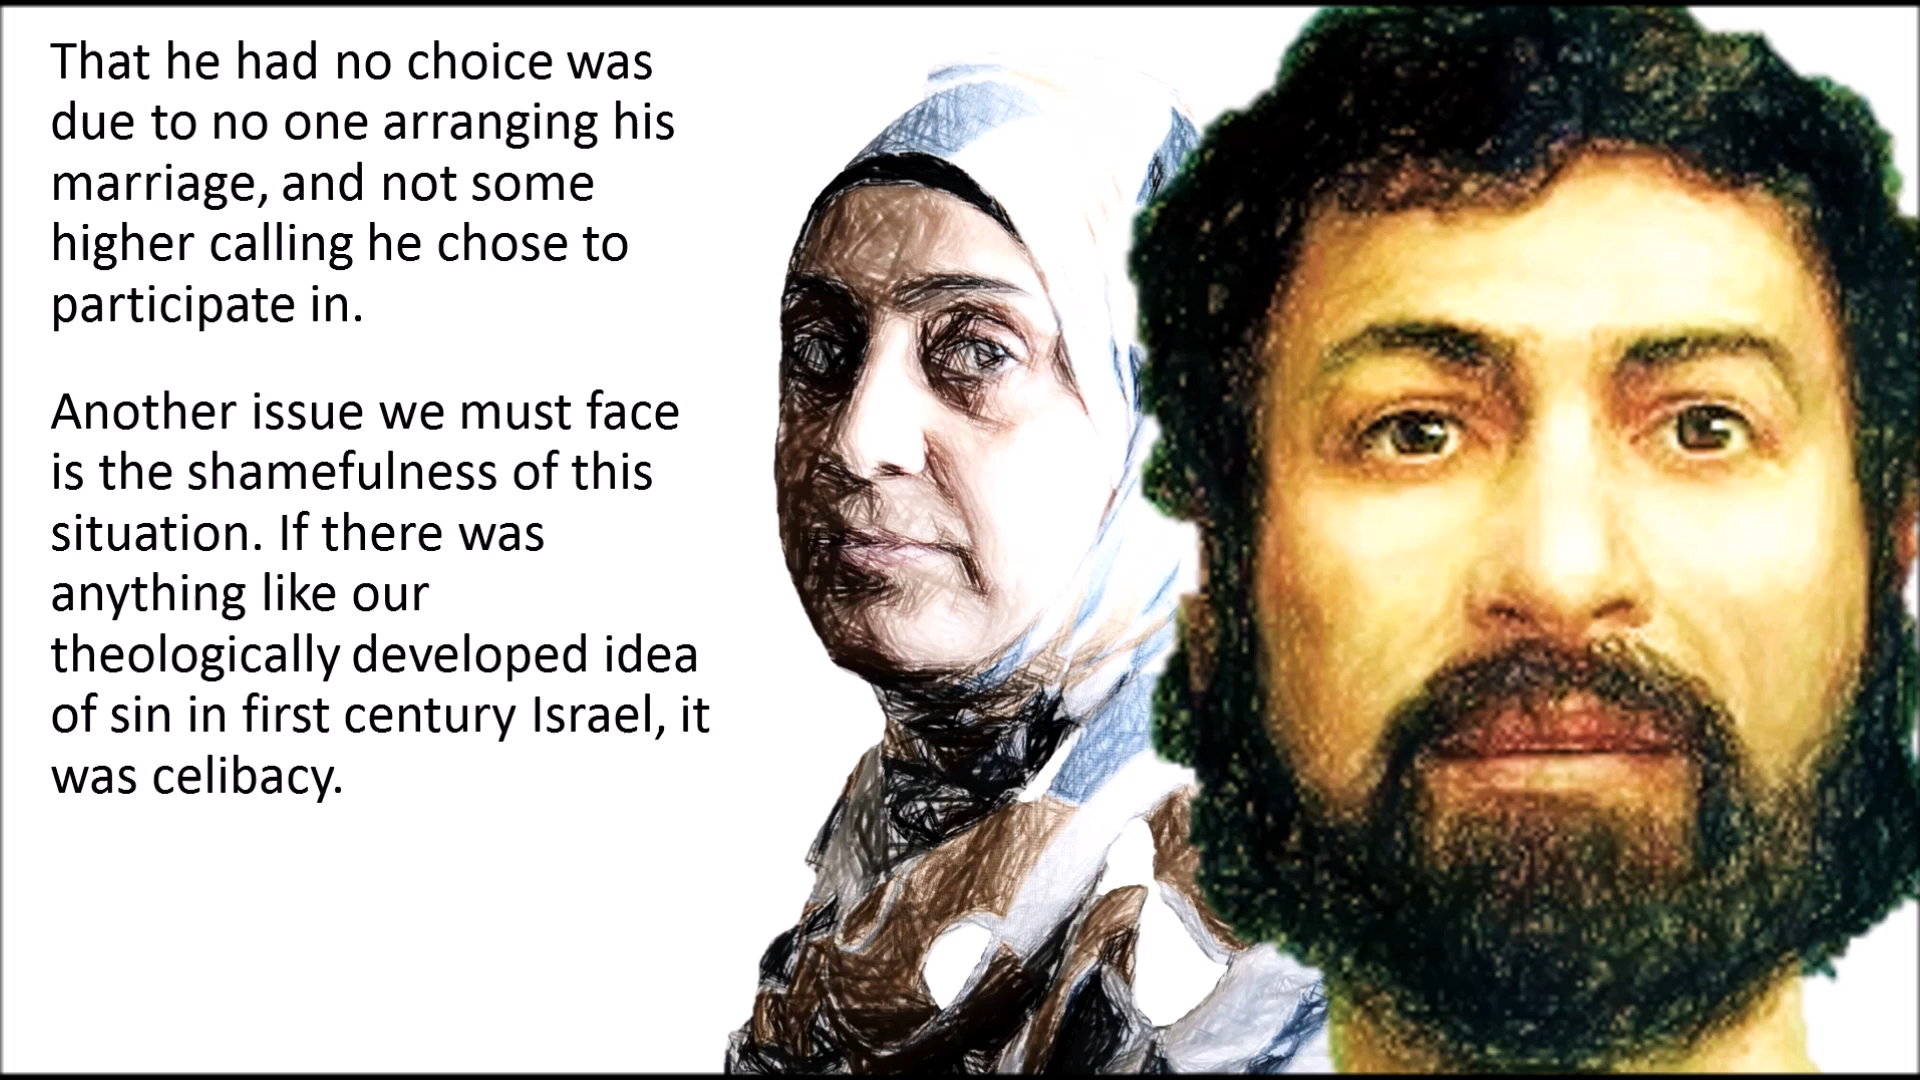 That he had no choice was
due to no one arranging his
marriage, and not some
higher calling he chose to
participate in.
Another issue we must face
is the shamefulness of this
situation. If there was
anything like our
theologically developed idea
of sin in first century Israel, it
was celibacy.